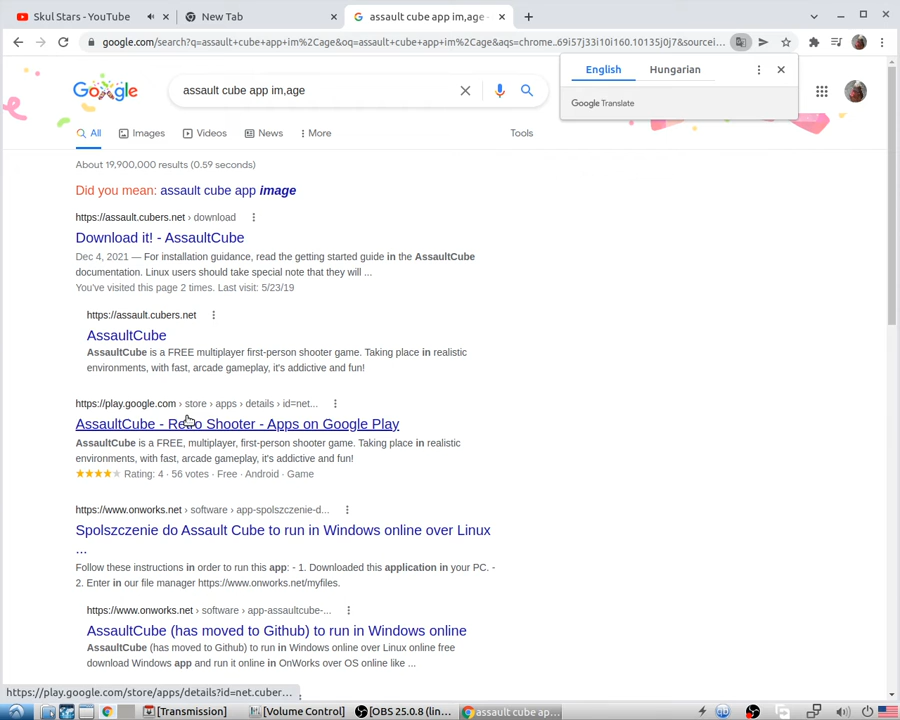 Skul Stars - YouTube
New Tab
assault cube app im,age -
google.com/search?q=assault+cube+app+im%2Cage&oq=assault+cube+app+im%2Cage&aqs=chrome..69i57j33i10i160.10135j0j7&sourcei...
English
Hungarian
Google Translate
Google
assault cube app im,age
All
Images
Videos
News
More
Tools
About 19,900,000 results (0.59 seconds)
Did you mean: assault cube app image
https://assault.cubers.net › download
Download it! - AssaultCube
Dec 4, 2021 — For installation guidance, read the getting started guide in the AssaultCube
documentation. Linux users should take special note that they will ...
You've visited this page 2 times. Last visit: 5/23/19
https://assault.cubers.net
AssaultCube
AssaultCube is a FREE multiplayer first-person shooter game. Taking place in realistic
environments, with fast, arcade gameplay, it's addictive and fun!
https://play.google.com › store › apps › details › id=net...
AssaultCube - Retro Shooter - Apps on Google Play
AssaultCube is a FREE, multiplayer, first-person shooter game. Taking place in realistic
environments, with fast, arcade gameplay, it's addictive and fun!
Rating: 4 · 56 votes · Free · Android · Game
https://www.onworks.net › software › app-spolszczenie-d...
Spolszczenie do Assault Cube to run in Windows online over Linux
...
Follow these instructions in order to run this app: - 1. Downloaded this application in your PC. -
2. Enter in our file manager https://www.onworks.net/myfiles.
https://www.onworks.net › software › app-assaultcube-...
AssaultCube (has moved to Github) to run in Windows online
AssaultCube (has moved to Github) to run in Windows online over Linux online free
download Windows app and run it online in OnWorks over OS online like ...
https://play.google.com/store/apps/details?id=net.cuber...
[Transmission]
[Volume Control]
[OBS 25.0.8 (lin...
assault cube ap...